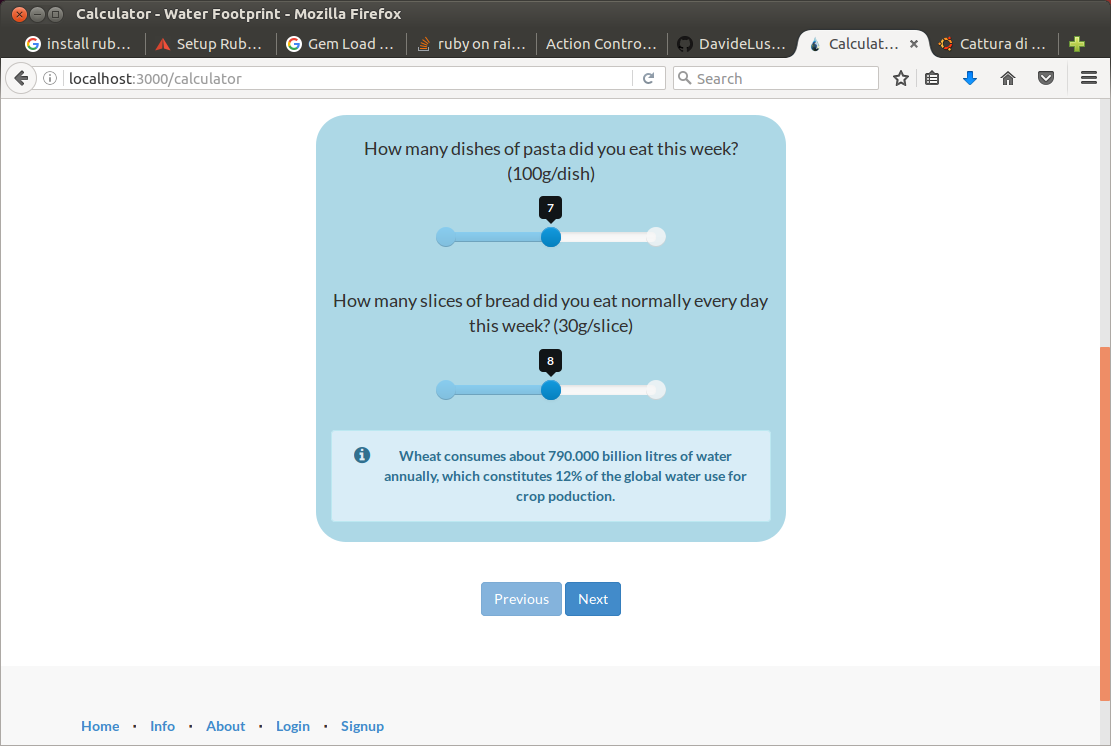 Calculator - Water Footprint - Mozilla Firefox
install rub... Setup Rub... Gem Load ... ruby on rai... Action Contro... DavideLus... Calculat... Cattura di ...
localhost:3000/calculator Search
How many dishes of pasta did you eat this week?
(100g/dish)
7
How many slices of bread did you eat normally every day
this week? (30g/slice)
8
Wheat consumes about 790.000 billion litres of water
annually, which constitutes 12% of the global water use for
crop poduction.
Previous Next
Home · Info · About · Login · Signup